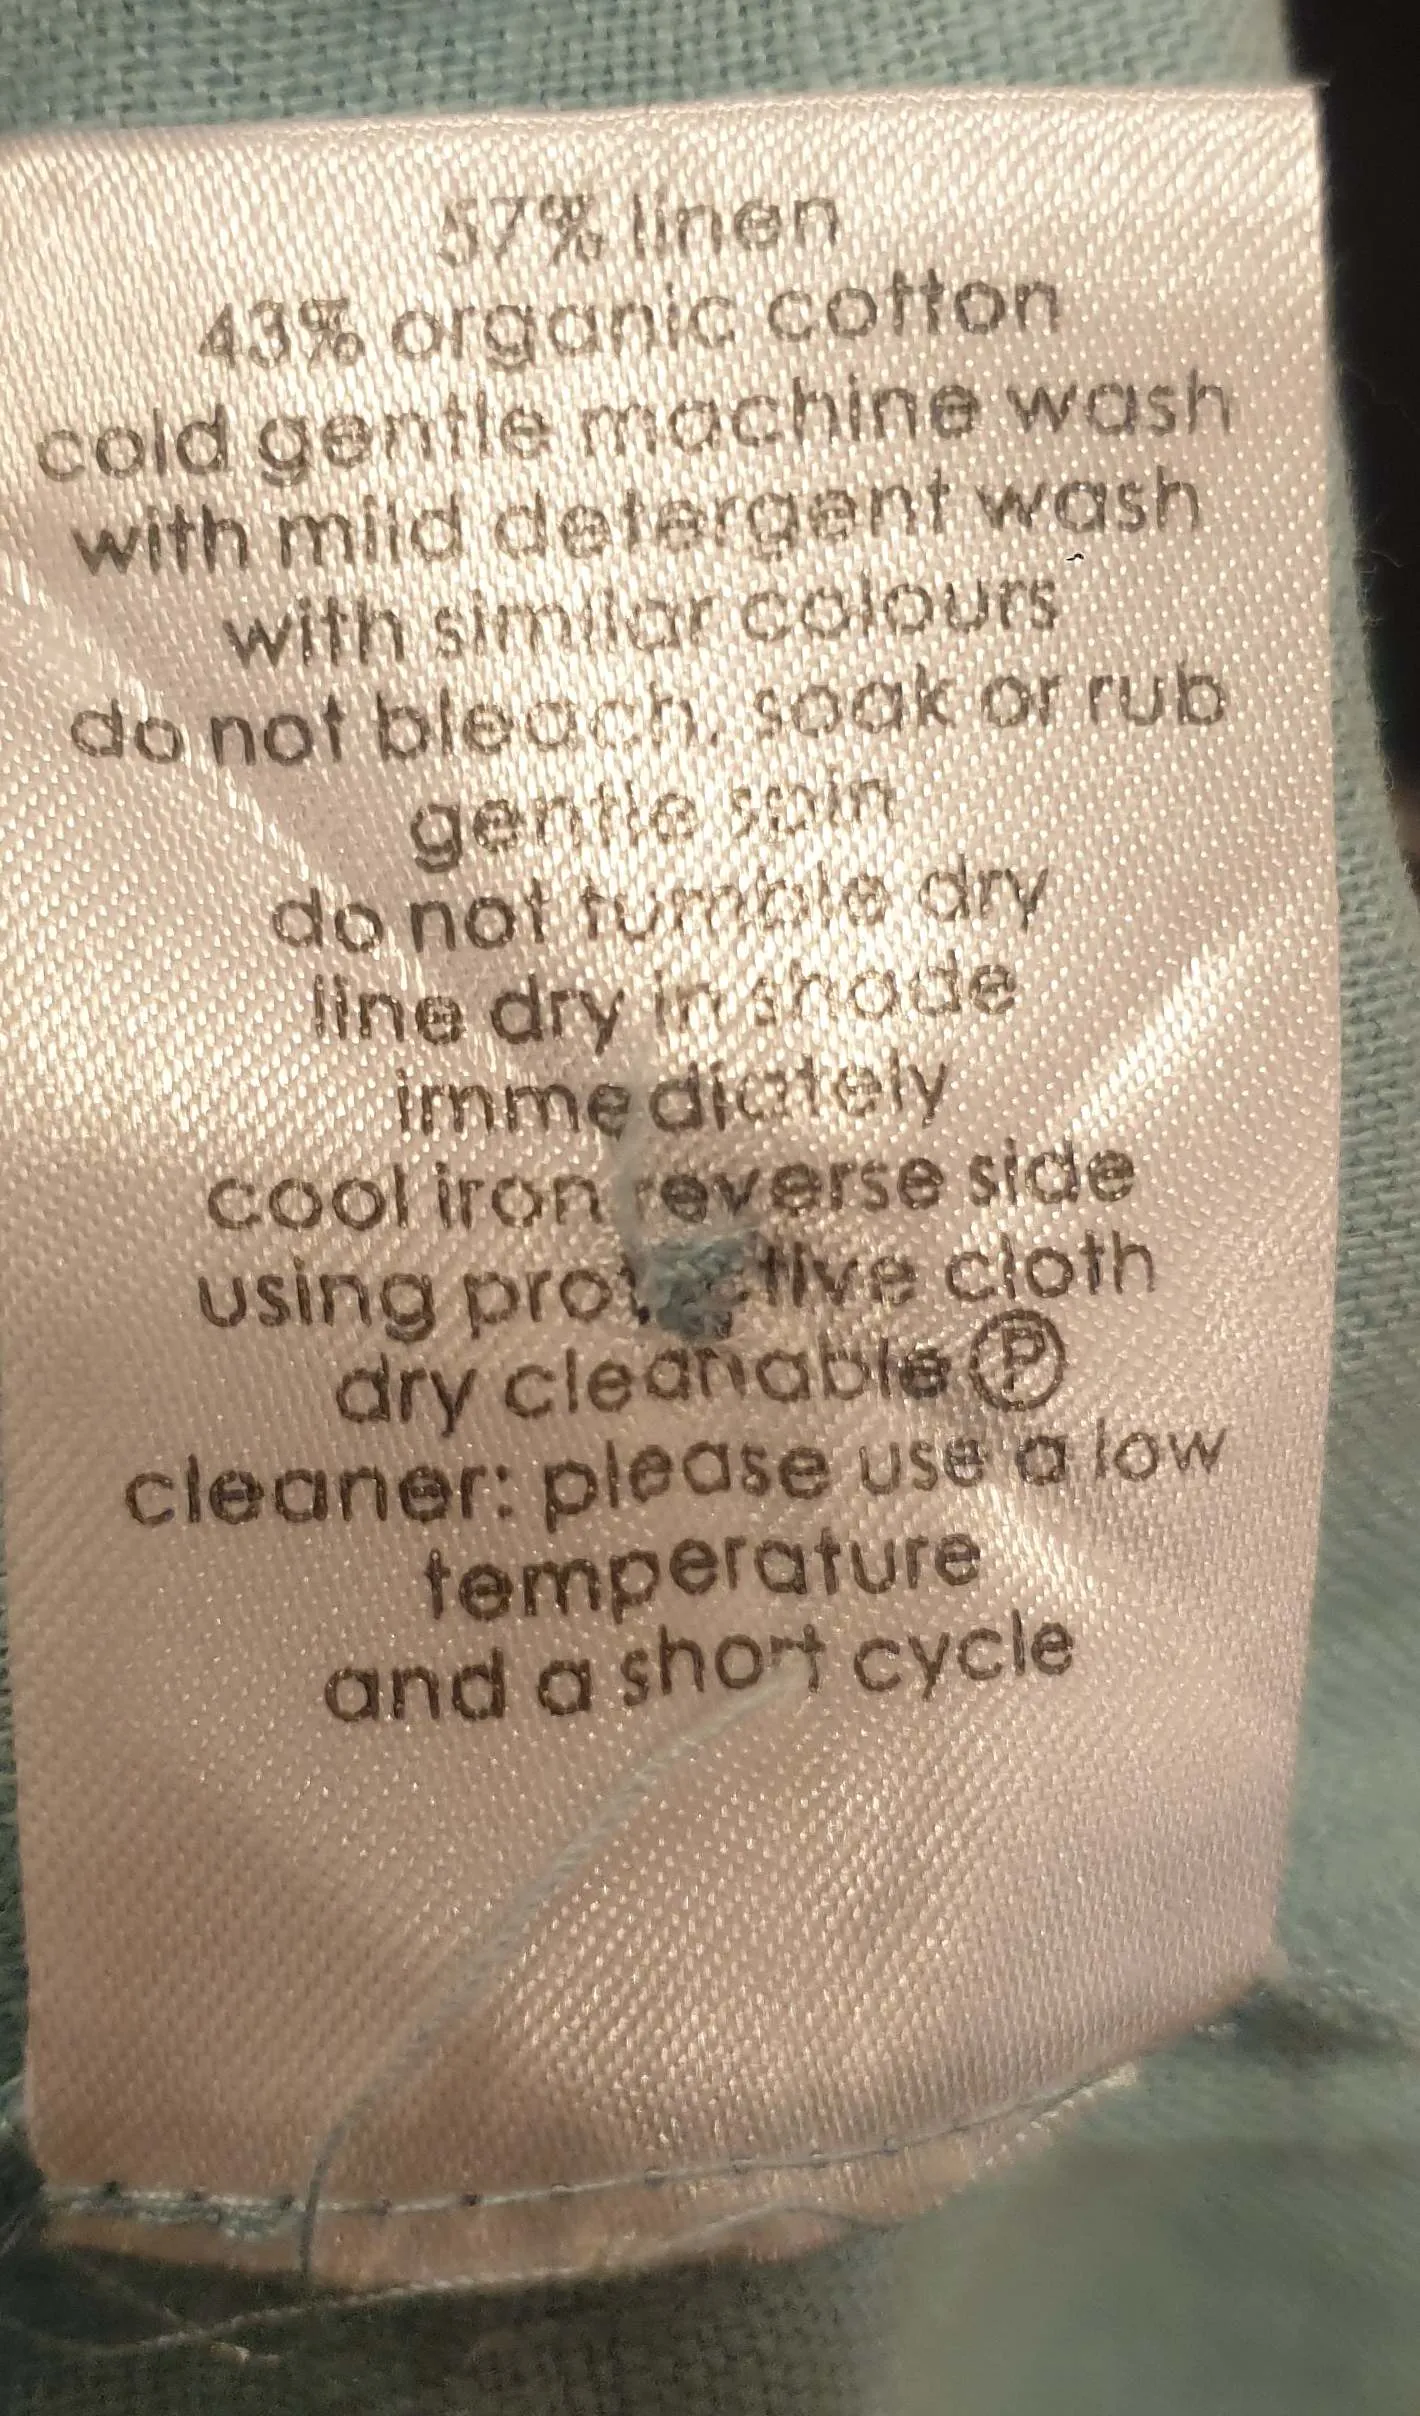 57% linen
43% organic cotton
cold gentle machine wash
with mild detergent wash
with similar colours
do not bleach, soak or rub
gentle spin
do not tumble dry
line dry in shade
immediately
cool iron reverse side
using protective cloth
dry cleanable Ⓟ
cleaner: please use a low
temperature
and a short cycle